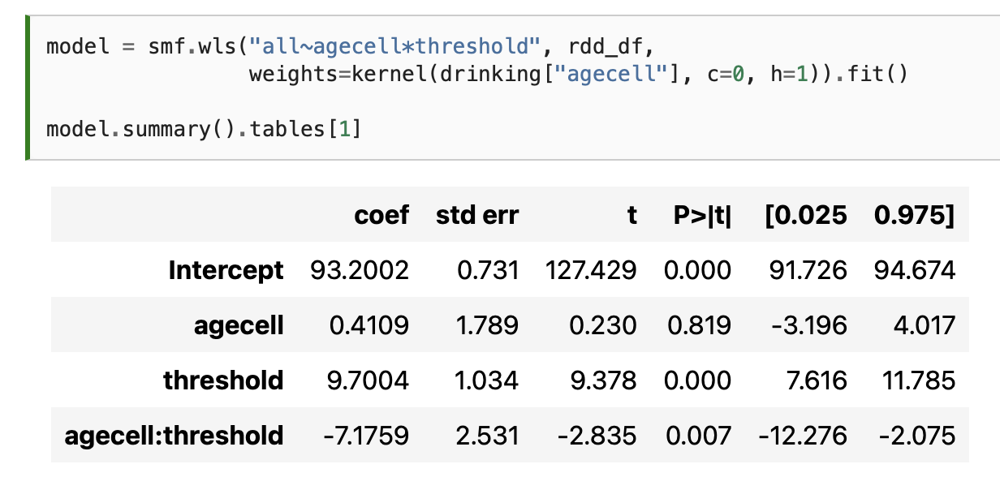 model = smf.wls("all~agecell*threshold", rdd_df,
weights=kernel(drinking["agecell"], c=0, h=1)).fit()
model.summary().tables[1]
coef std err t P>|t| [0.025 0.975]
Intercept 93.2002 0.731 127.429 0.000 91.726 94.674
agecell 0.4109 1.789 0.230 0.819 -3.196 4.017
threshold 9.7004 1.034 9.378 0.000 7.616 11.785
agecell:threshold -7.1759 2.531 -2.835 0.007 -12.276 -2.075